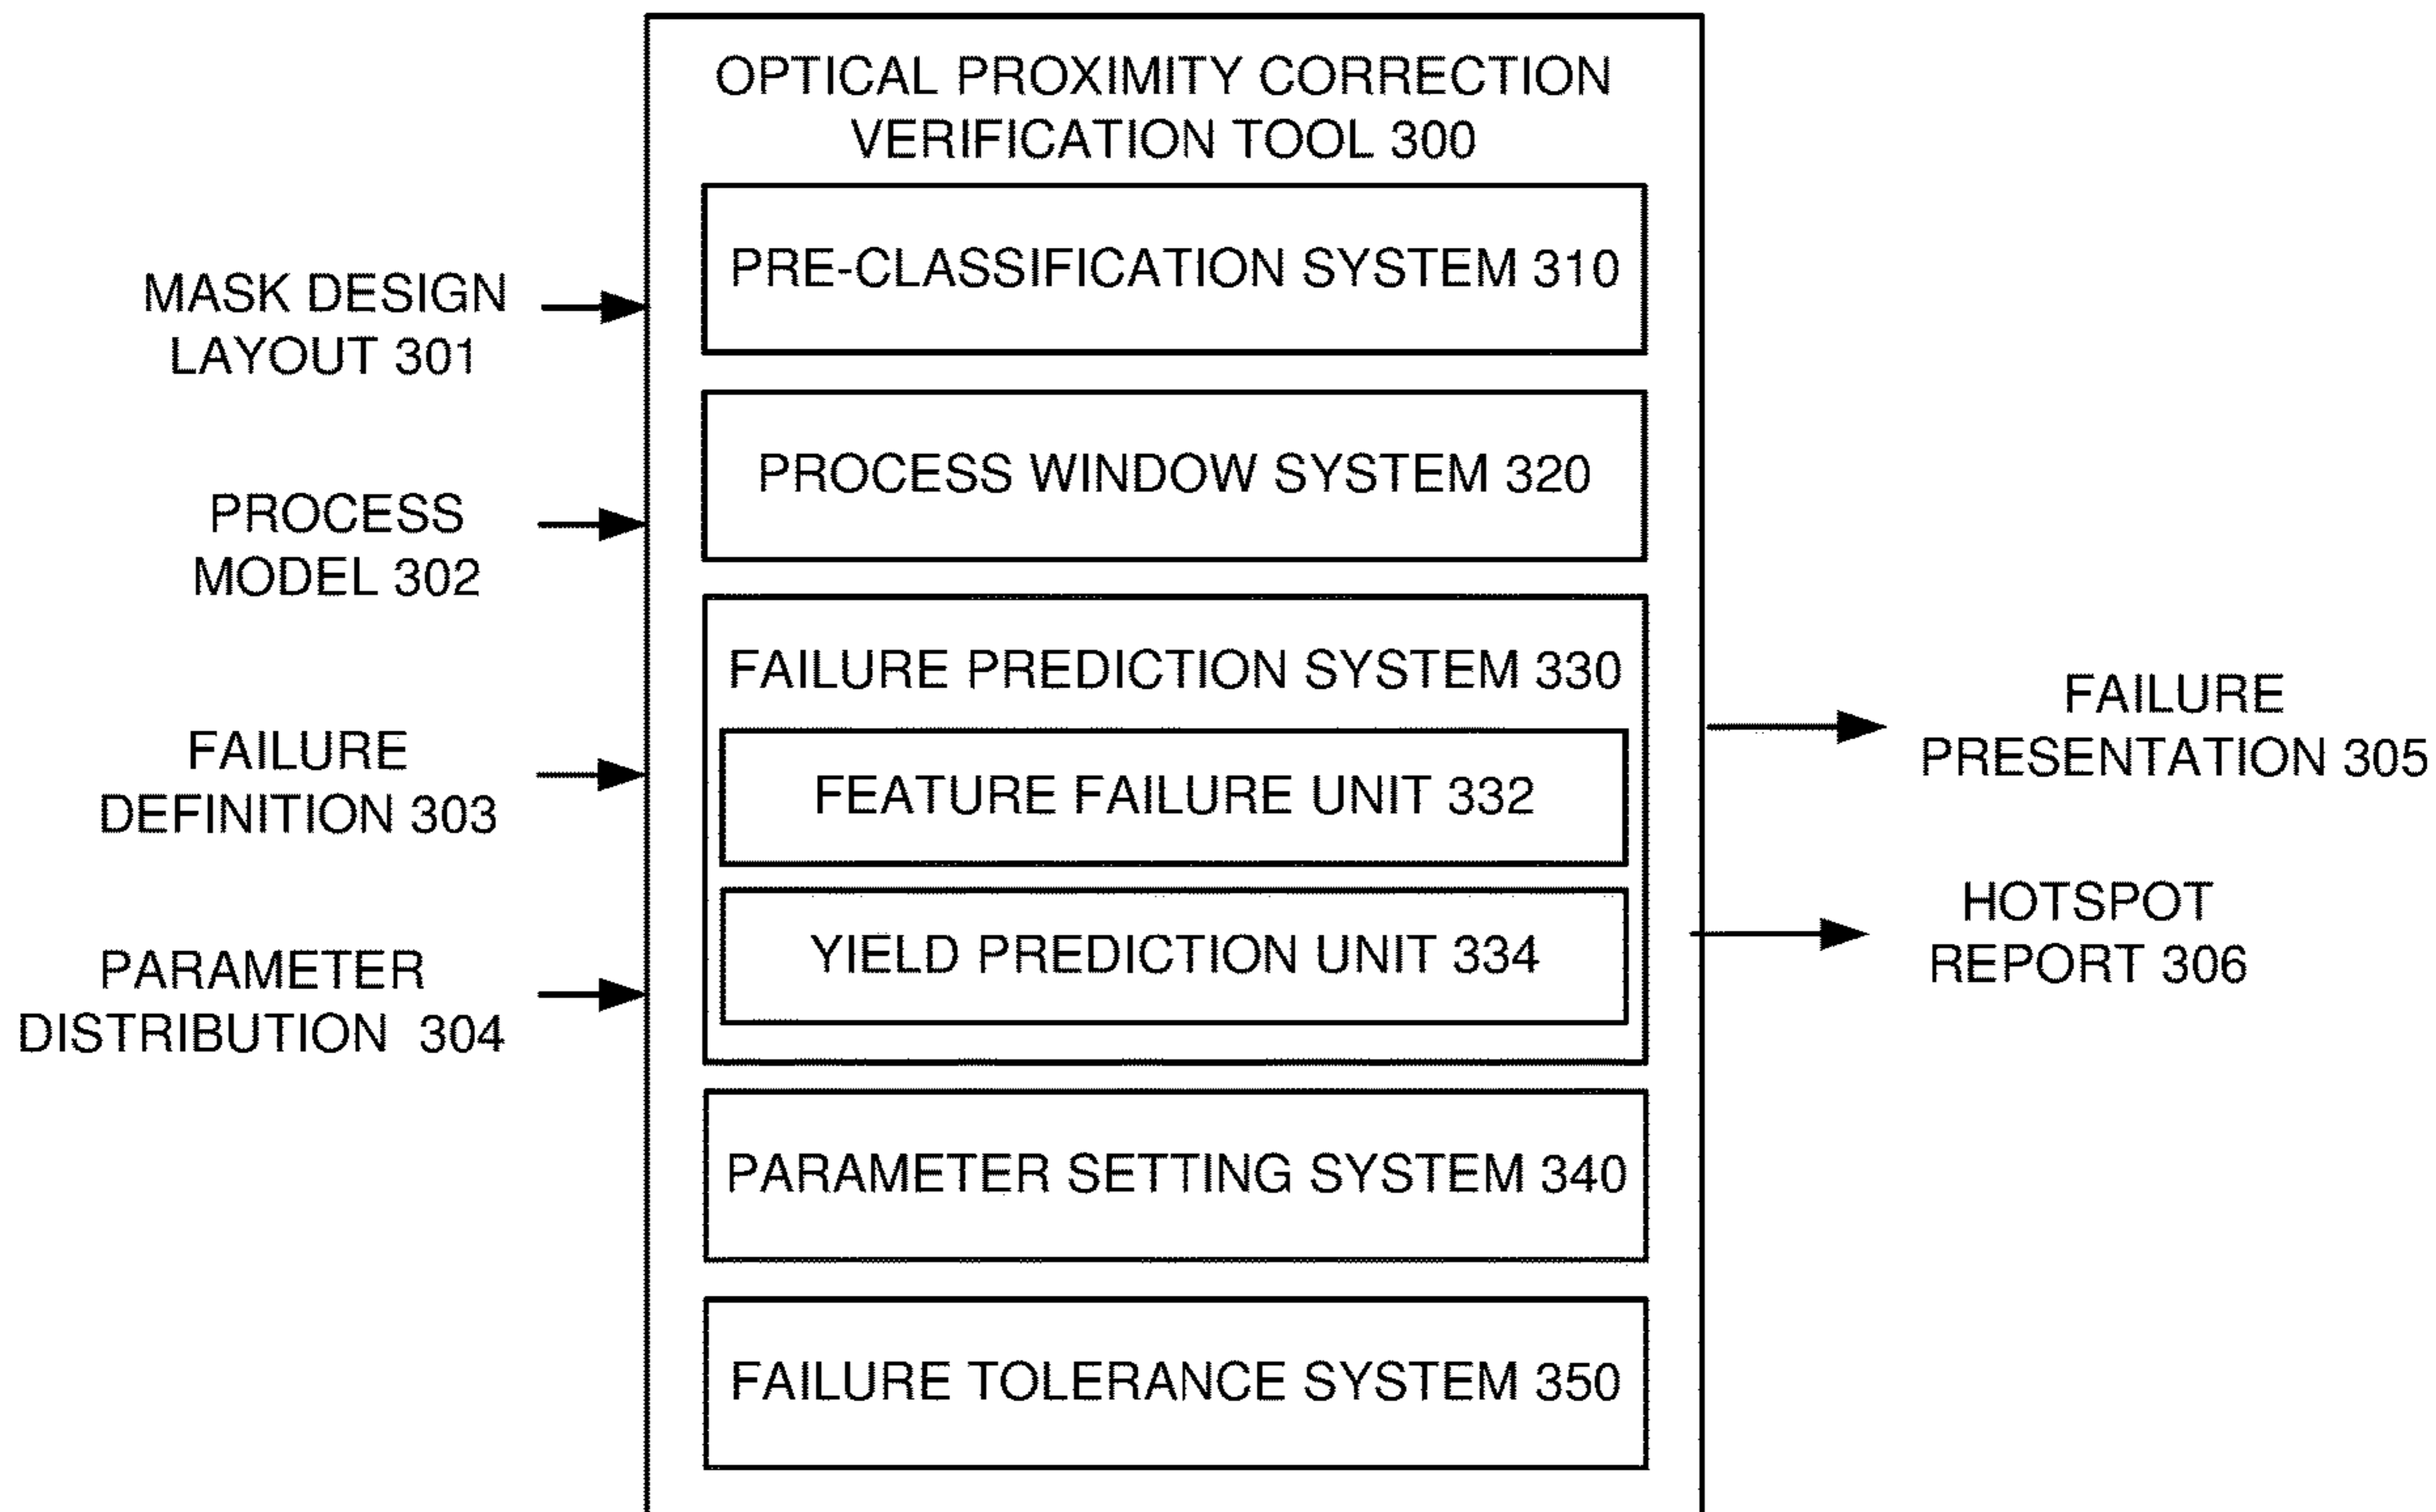 OPTICAL PROXIMITY CORRECTION
VERIFICATION TOOL 300
MASK DESIGN
LAYOUT 301
PROCESS
MODEL 302
FAILURE
DEFINITION 303
PARAMETER
DISTRIBUTION 304
PRE-CLASSIFICATION SYSTEM 310
PROCESS WINDOW SYSTEM 320
FAILURE PREDICTION SYSTEM 330
FEATURE FAILURE UNIT 332
YIELD PREDICTION UNIT 334
PARAMETER SETTING SYSTEM 340
FAILURE TOLERANCE SYSTEM 350
FAILURE
PRESENTATION 305
HOTSPOT
REPORT 306